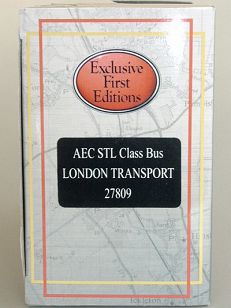 Exclusive
First
Editions
AEC STL Class Bus
LONDON TRANSPORT
27809